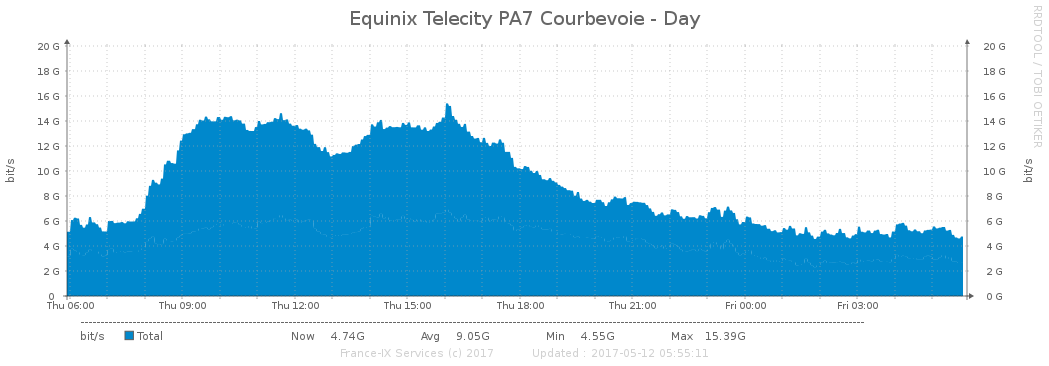 Equinix Telecity PA7 Courbevoie - Day
RRDTOOL / TOBI OETIKER
bit/s
20 G 20 G
18 G 18 G
16 G 16 G
14 G 14 G
12 G 12 G
10 G 10 G
8 G 8 G
6 G 6 G
4 G 4 G
2 G 2 G
0 0 G
bit/s
Thu 06:00 Thu 09:00 Thu 12:00 Thu 15:00 Thu 18:00 Thu 21:00 Fri 00:00 Fri 03:00
bit/s Total Now 4.74G Avg 9.05G Min 4.55G Max 15.39G
France-IX Services (c) 2017 Updated : 2017-05-12 05:55:11